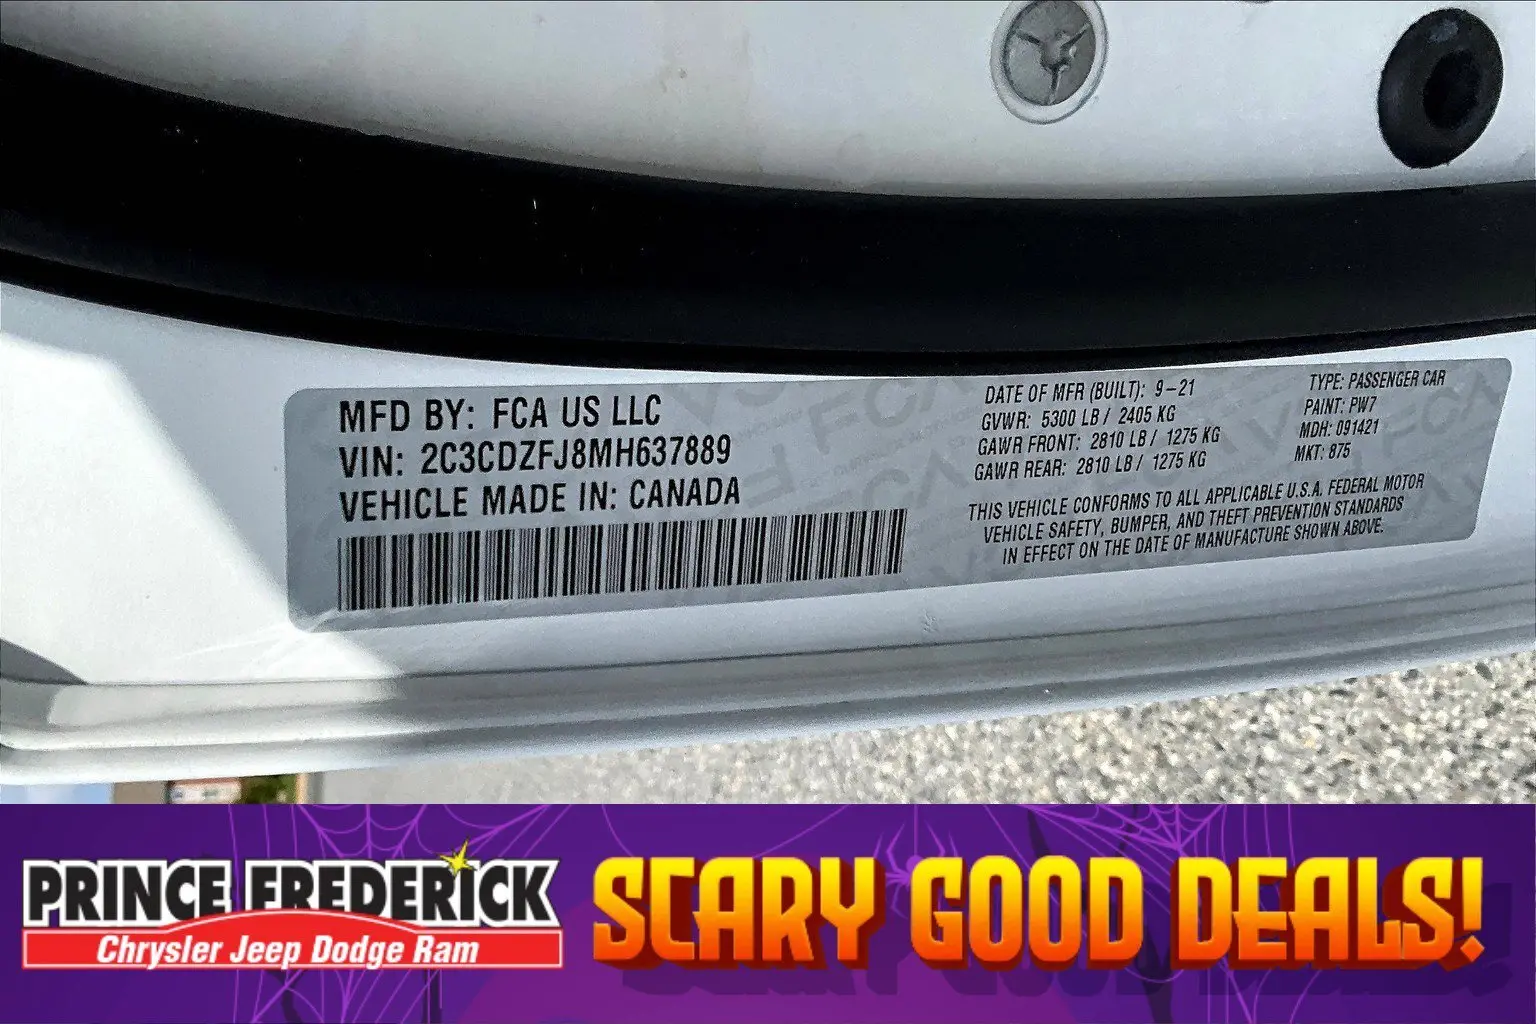 MFD BY: FCA US LLC
VIN: 2C3CDZFJ8MH637889
VEHICLE MADE IN: CANADA
DATE OF MFR (BUILT): 9-21
GVWR: 5300 LB / 2405 KG
GAWR FRONT: 2810 LB / 1275 KG
GAWR REAR: 2810 LB / 1275 KG
TYPE: PASSENGER CAR
PAINT: PW7
MDH: 091421
MKT: 875
THIS VEHICLE CONFORMS TO ALL APPLICABLE U.S.A. FEDERAL MOTOR
VEHICLE SAFETY, BUMPER, AND THEFT PREVENTION STANDARDS
IN EFFECT ON THE DATE OF MANUFACTURE SHOWN ABOVE.
PRINCE FREDERICK
Chrysler Jeep Dodge Ram
SCARY GOOD DEALS!